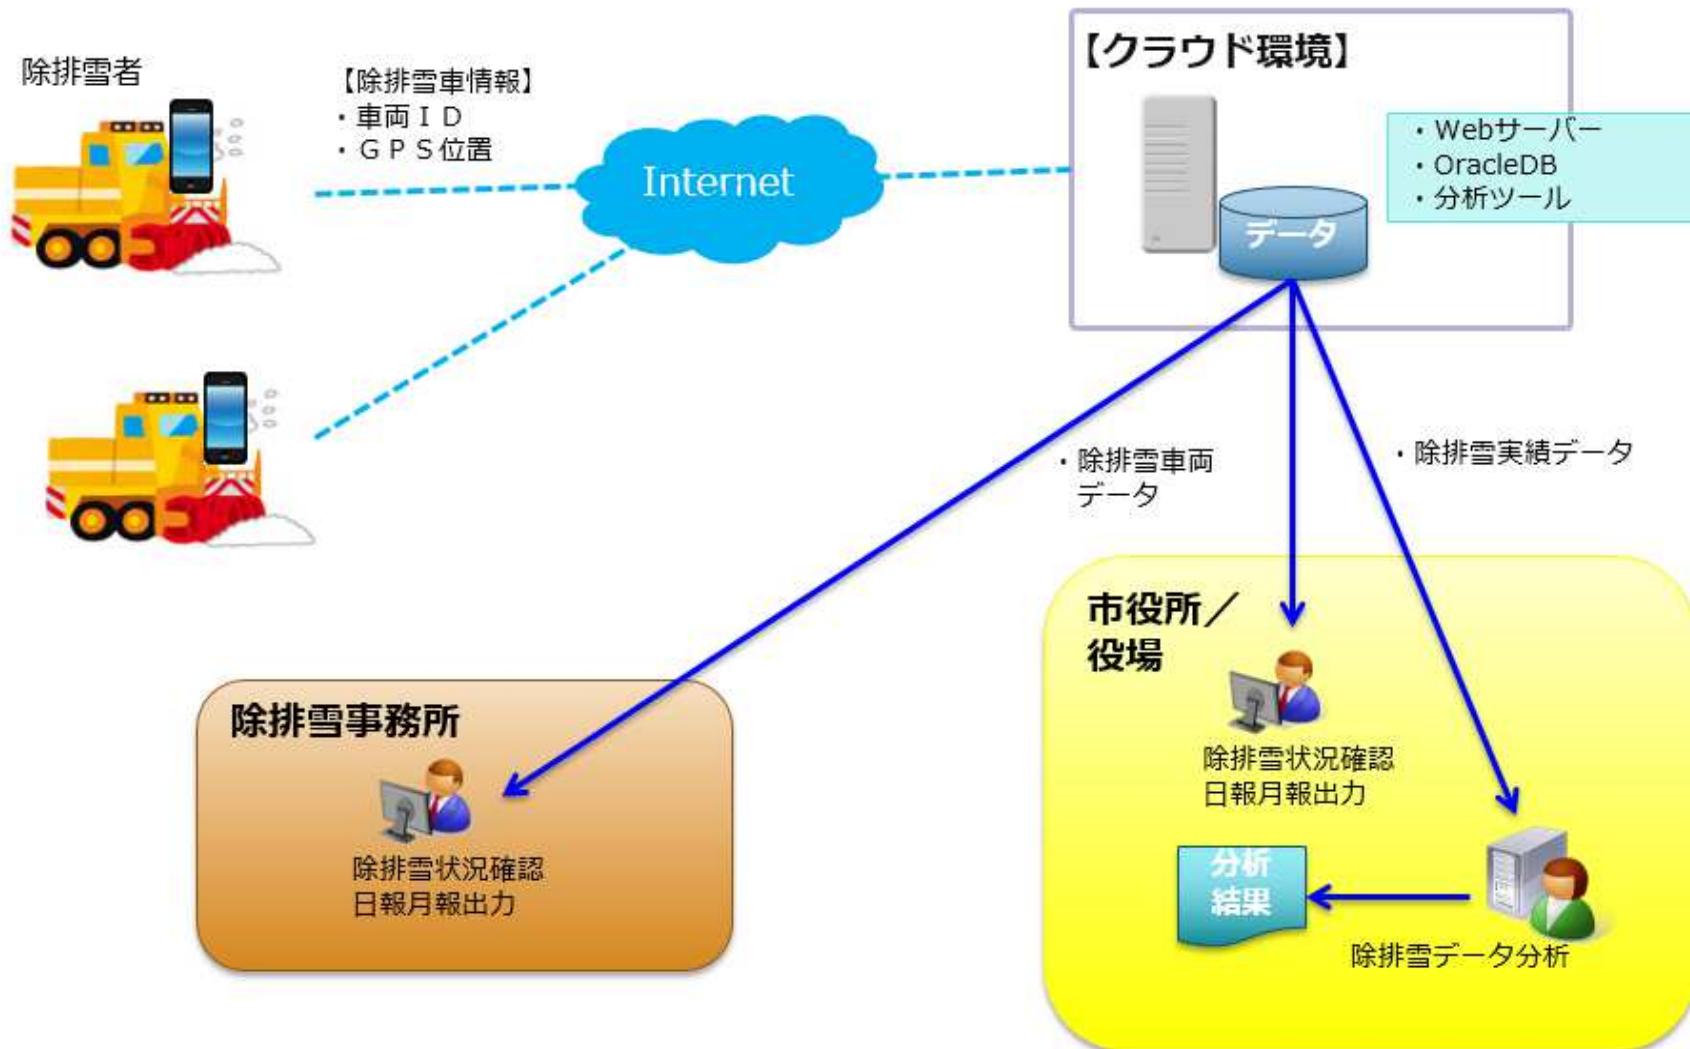 除排雪者
【除排雪車情報】
・車両ＩＤ
・ＧＰＳ位置
Internet
【クラウド環境】
データ
・Webサーバー
・OracleDB
・分析ツール
・除排雪車両
データ
・除排雪実績データ
除排雪事務所
除排雪状況確認
日報月報出力
市役所／
役場
除排雪状況確認
日報月報出力
分析
結果
除排雪データ分析